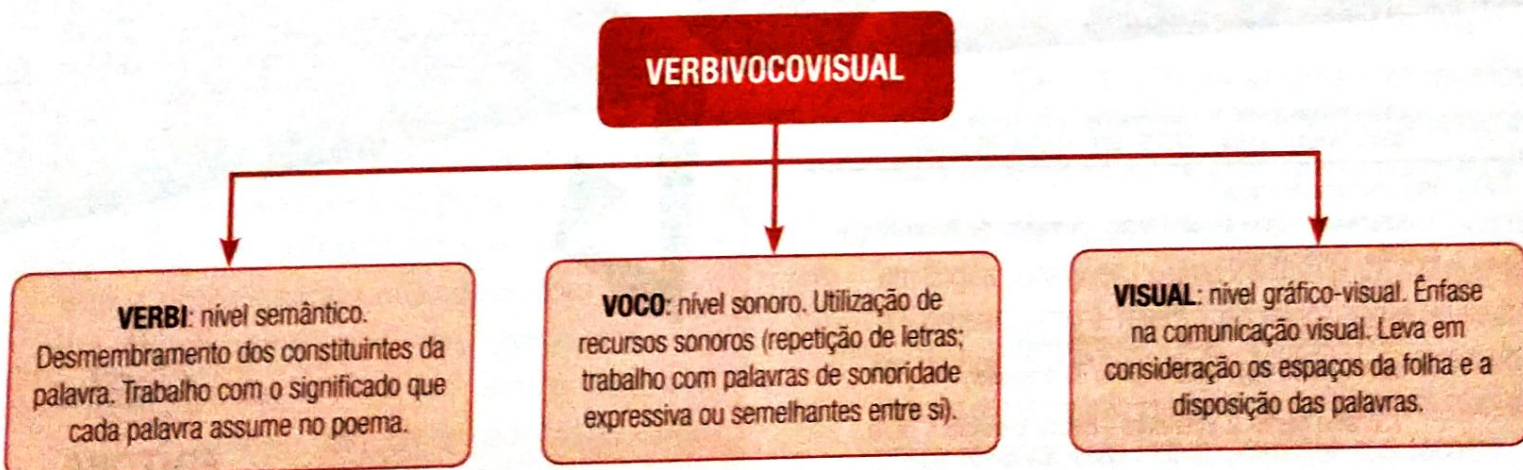 VERBIVOCOVISUAL
VERBI: nível semântico.
Desmembramento dos constituintes da
palavra. Trabalho com o significado que
cada palavra assume no poema.
VOCO: nível sonoro. Utilização de
recursos sonoros (repetição de letras;
trabalho com palavras de sonoridade
expressiva ou semelhantes entre si).
VISUAL: nível gráfico-visual. Ênfase
na comunicação visual. Leva em
consideração os espaços da folha e a
disposição das palavras.